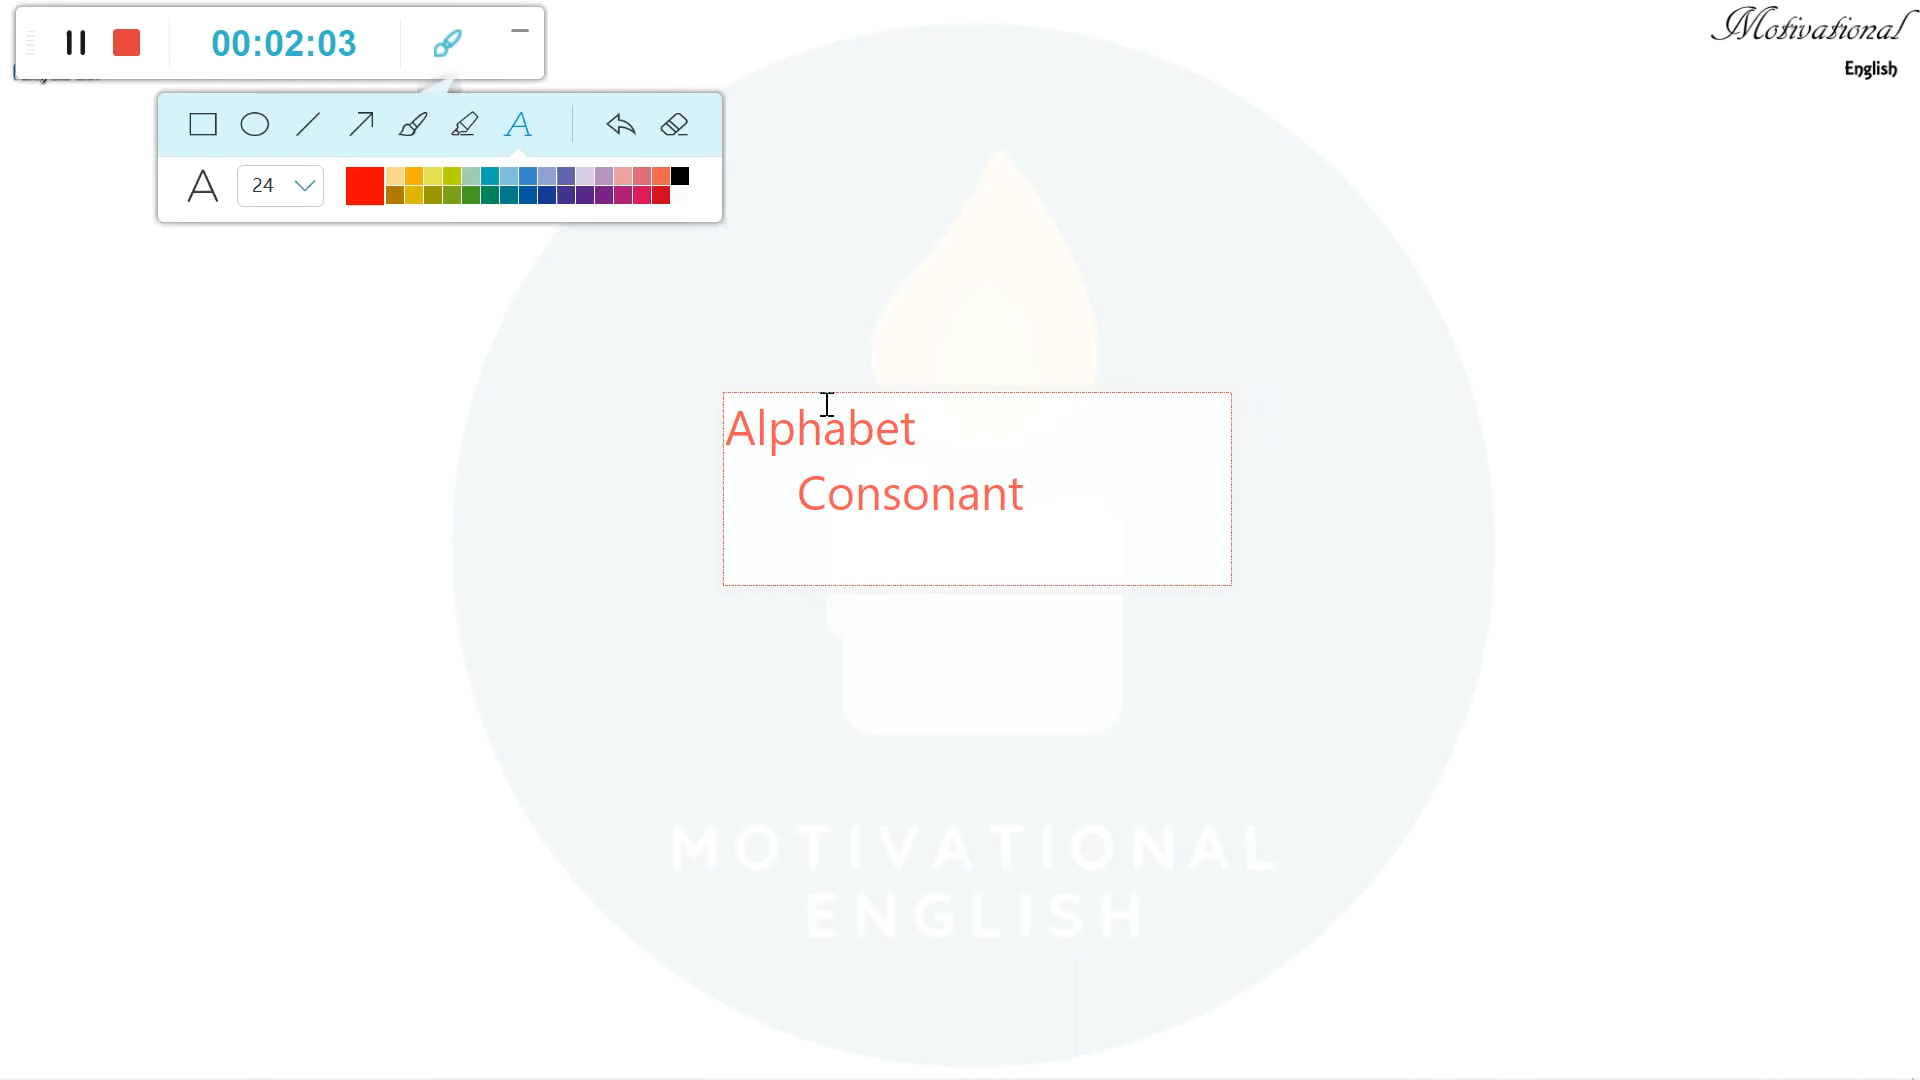 00:02:03
Motivational
English
A
A
24
Alphabet
Consonant
MOTIVATIONAL
ENGLISH